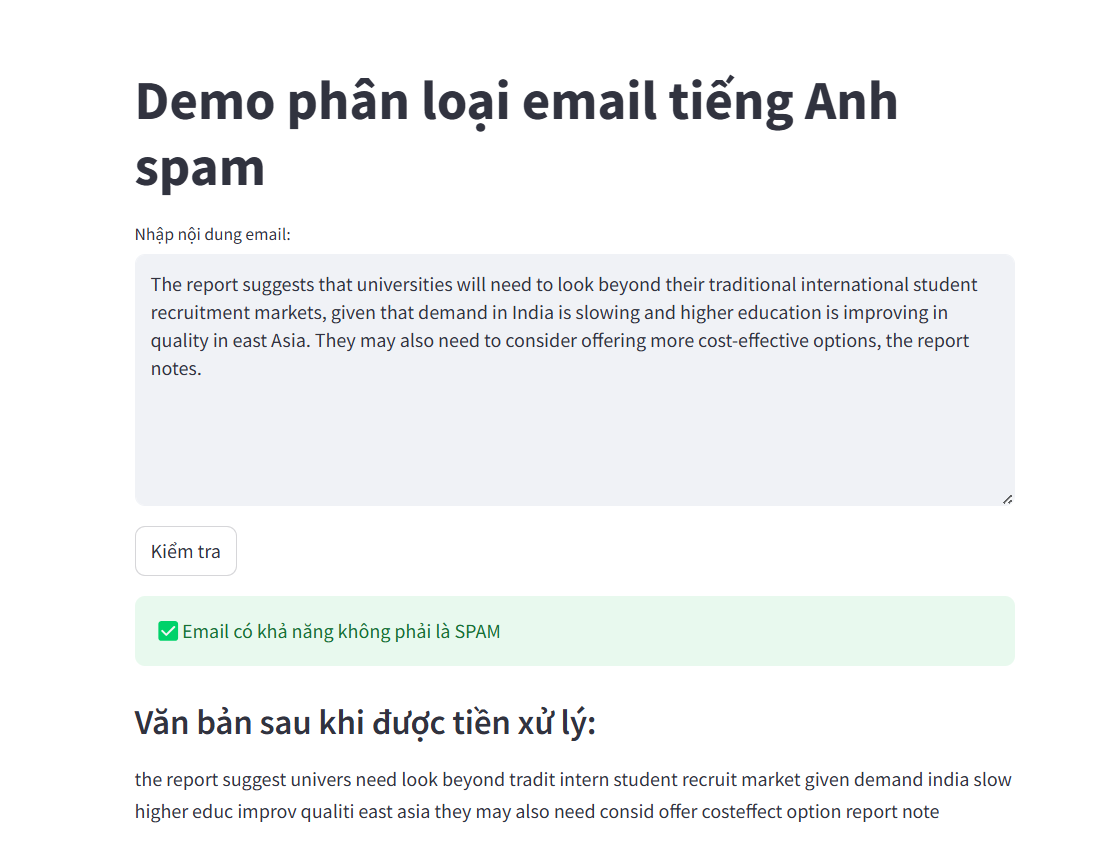 Demo phân loại email tiếng Anh
spam
Nhập nội dung email:
The report suggests that universities will need to look beyond their traditional international student
recruitment markets, given that demand in India is slowing and higher education is improving in
quality in east Asia. They may also need to consider offering more cost-effective options, the report
notes.
Kiểm tra
✅ Email có khả năng không phải là SPAM
Văn bản sau khi được tiền xử lý:
the report suggest univers need look beyond tradit intern student recruit market given demand india slow
higher educ improv qualiti east asia they may also need consid offer costeffect option report note